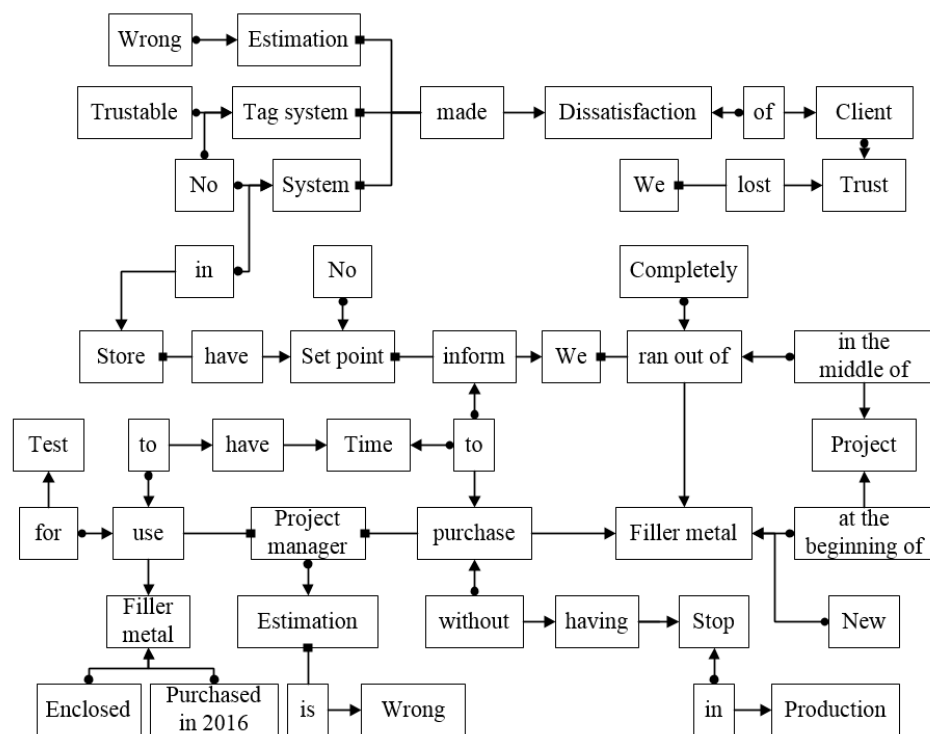 Wrong
Estimation
Trustable
Tag system
made
Dissatisfaction
of
Client
No
System
We
lost
Trust
in
No
Completely
Store
have
Set point
inform
We
ran out of
in the
middle of
Test
to
have
Time
to
Project
for
use
Project
manager
purchase
Filler metal
at the
beginning of
Filler
metal
Estimation
without
having
Stop
New
Enclosed
Purchased
in 2016
is
Wrong
in
Production